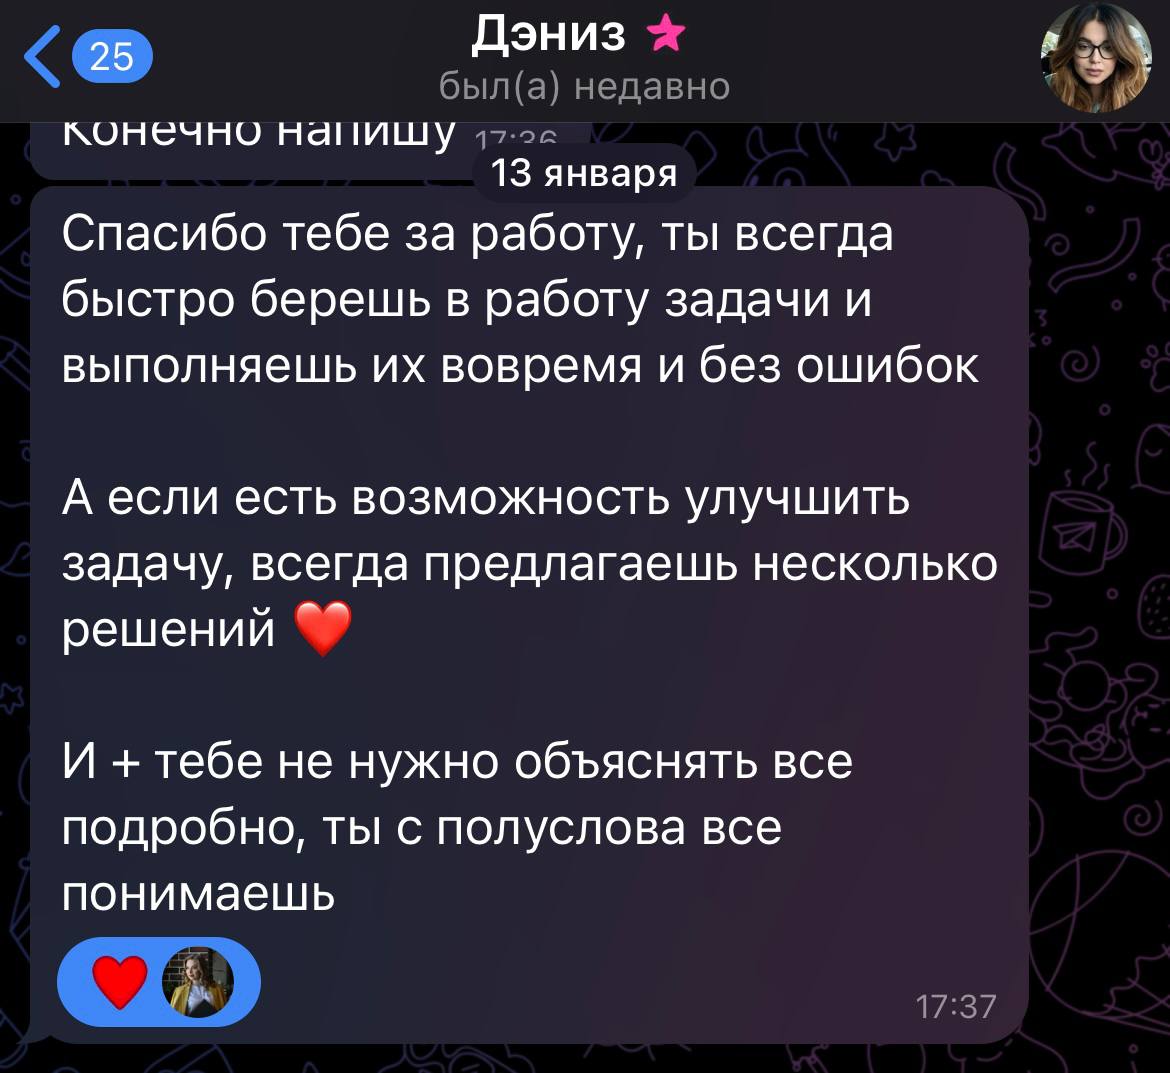 25
Дэниз
был(а) недавно
Конечно напишу 17:36
13 января
Спасибо тебе за работу, ты всегда
быстро берешь в работу задачи и
выполняешь их вовремя и без ошибок
А если есть возможность улучшить
задачу, всегда предлагаешь несколько
решений ❤️
И + тебе не нужно объяснять все
подробно, ты с полуслова все
понимаешь
❤️
17:37